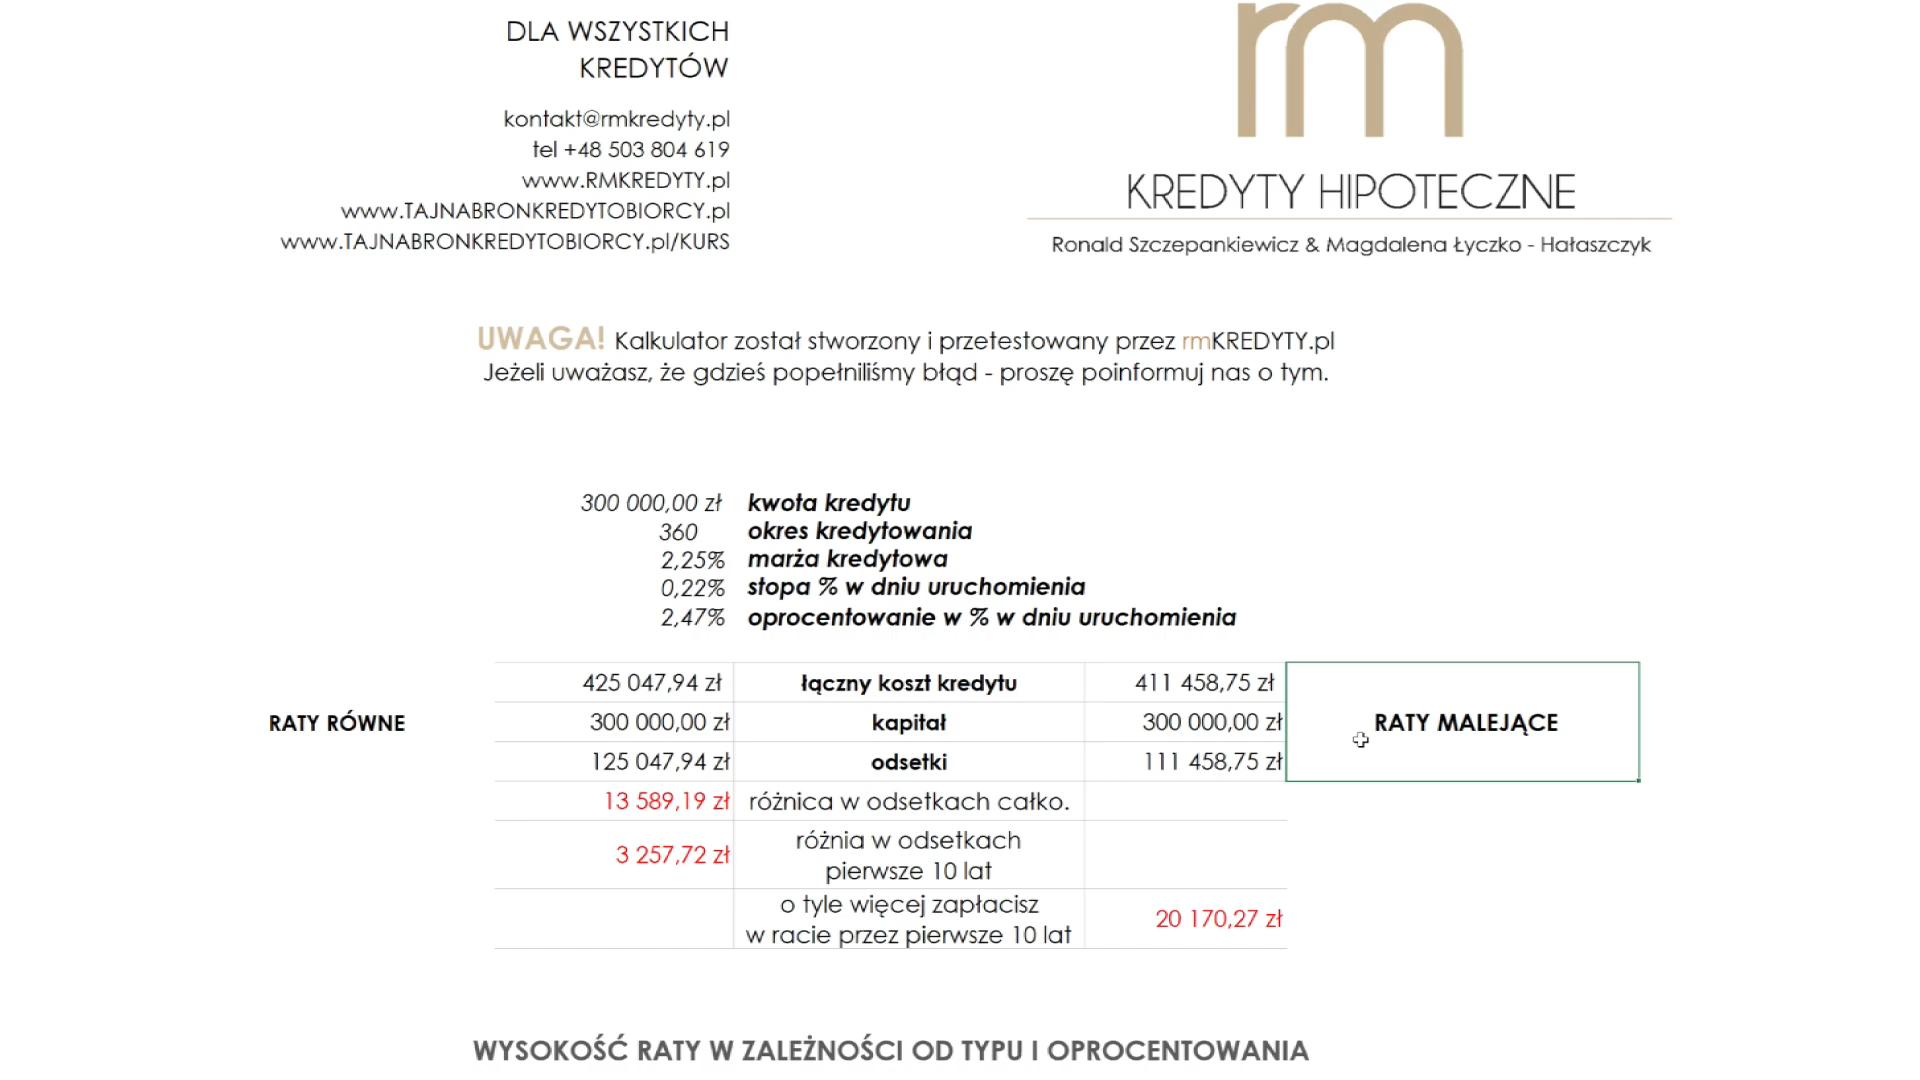 DLA WSZYSTKICH
KREDYTÓW
kontakt@rmkredyty.pl
tel +48 503 804 619
www.RMKREDYTY.pl
www.TAJNABRONKREDYTOBIORCY.pl
www.TAJNABRONKREDYTOBIORCY.pl/KURS
rm
KREDYTY HIPOTECZNE
Ronald Szczepankiewicz & Magdalena Łyczko - Hałaszczyk
UWAGA! Kalkulator został stworzony i przetestowany przez rmKREDYTY.pl
Jeżeli uważasz, że gdzieś popełniliśmy błąd - proszę poinformuj nas o tym.
300 000,00 zł kwota kredytu
360 okres kredytowania
2,25% marża kredytowa
0,22% stopa % w dniu uruchomienia
2,47% oprocentowanie w % w dniu uruchomienia
425 047,94 zł łączny koszt kredytu 411 458,75 zł
RATY RÓWNE 300 000,00 zł kapitał 300 000,00 zł RATY MALEJĄCE
125 047,94 zł odsetki 111 458,75 zł
13 589,19 zł różnica w odsetkach całko.
3 257,72 zł różnia w odsetkach
pierwsze 10 lat
o tyle więcej zapłacisz
w racie przez pierwsze 10 lat 20 170,27 zł
WYSOKOŚĆ RATY W ZALEŻNOŚCI OD TYPU I OPROCENTOWANIA